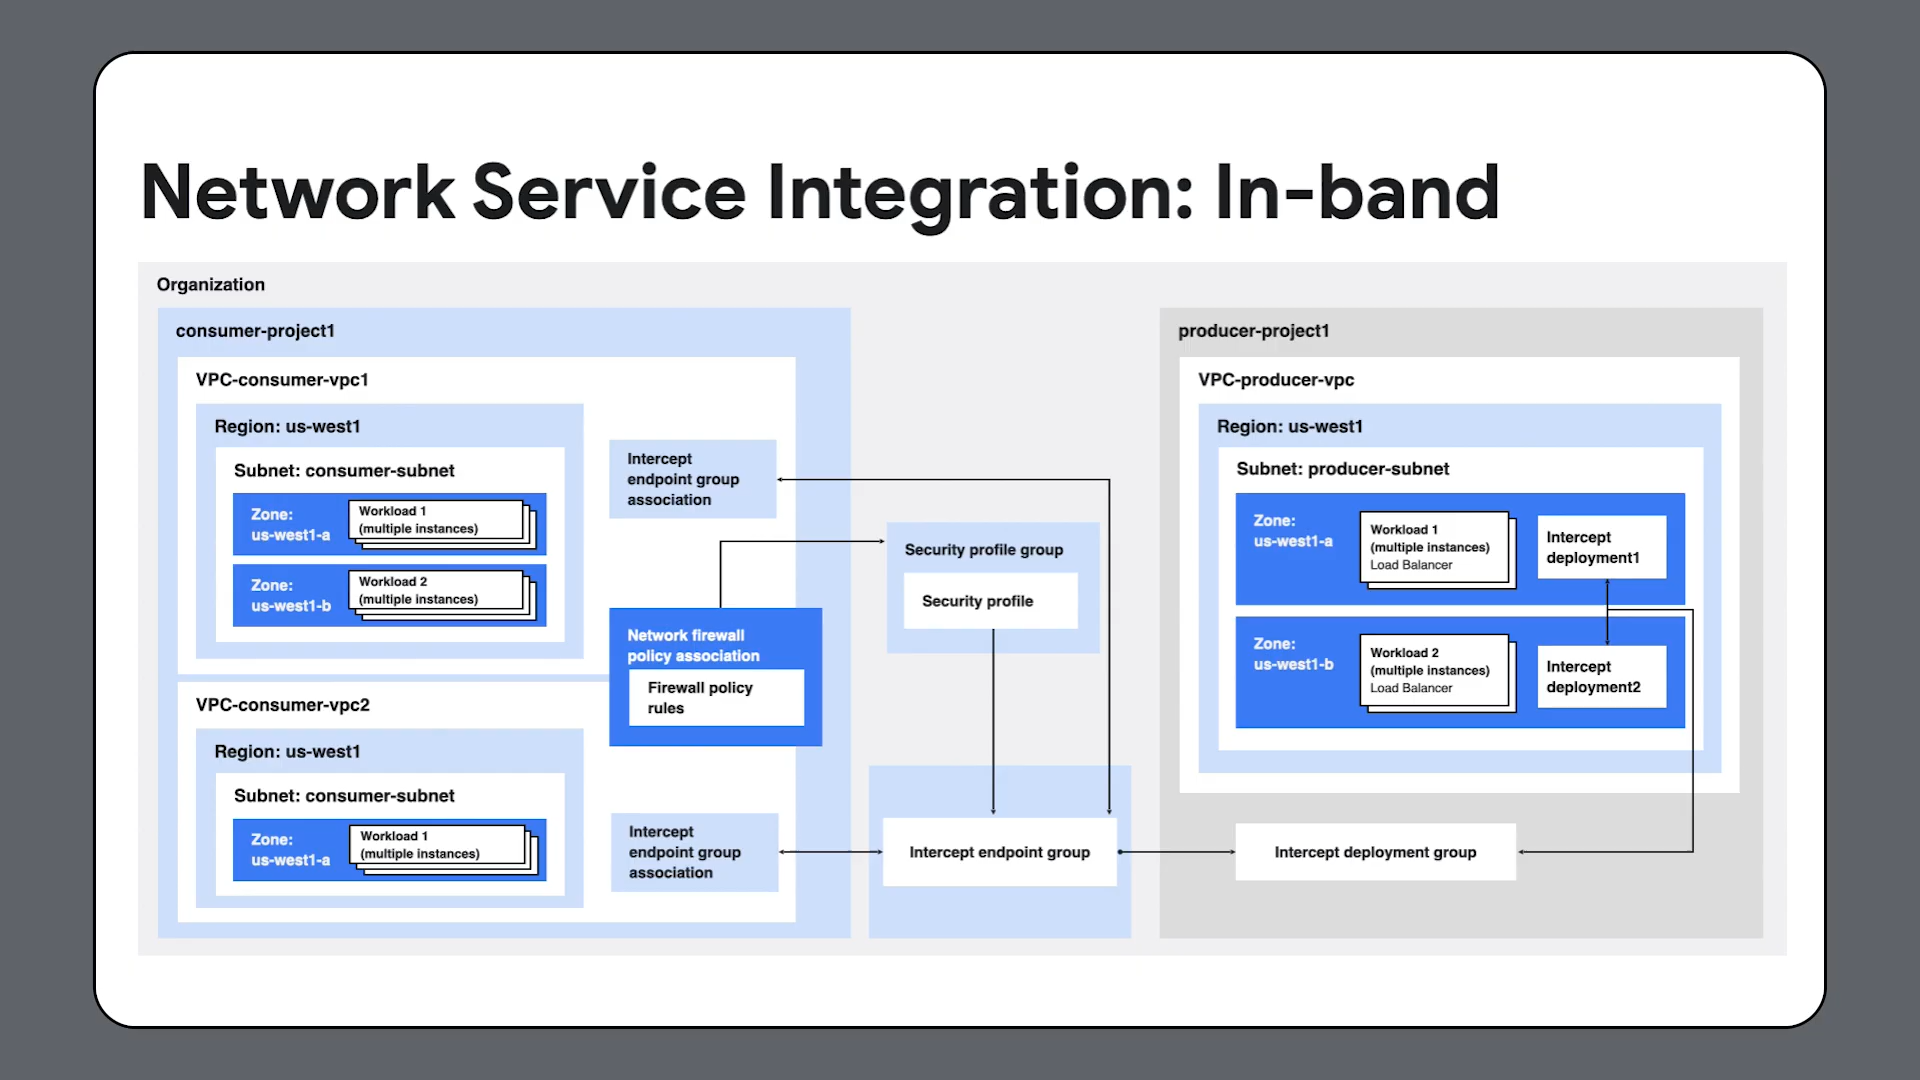 Network Service Integration: In-band
Organization
consumer-project1
VPC-consumer-vpc1
Region: us-west1
Subnet: consumer-subnet
Zone:
us-west1-a
Workload 1
(multiple instances)
Zone:
us-west1-b
Workload 2
(multiple instances)
Intercept
endpoint group
association
Network firewall
policy association
Firewall policy
rules
VPC-consumer-vpc2
Region: us-west1
Subnet: consumer-subnet
Zone:
us-west1-a
Workload 1
(multiple instances)
Intercept
endpoint group
association
Security profile group
Security profile
Intercept endpoint group
producer-project1
VPC-producer-vpc
Region: us-west1
Subnet: producer-subnet
Zone:
us-west1-a
Workload 1
(multiple instances)
Load Balancer
Intercept
deployment1
Zone:
us-west1-b
Workload 2
(multiple instances)
Load Balancer
Intercept
deployment2
Intercept deployment group